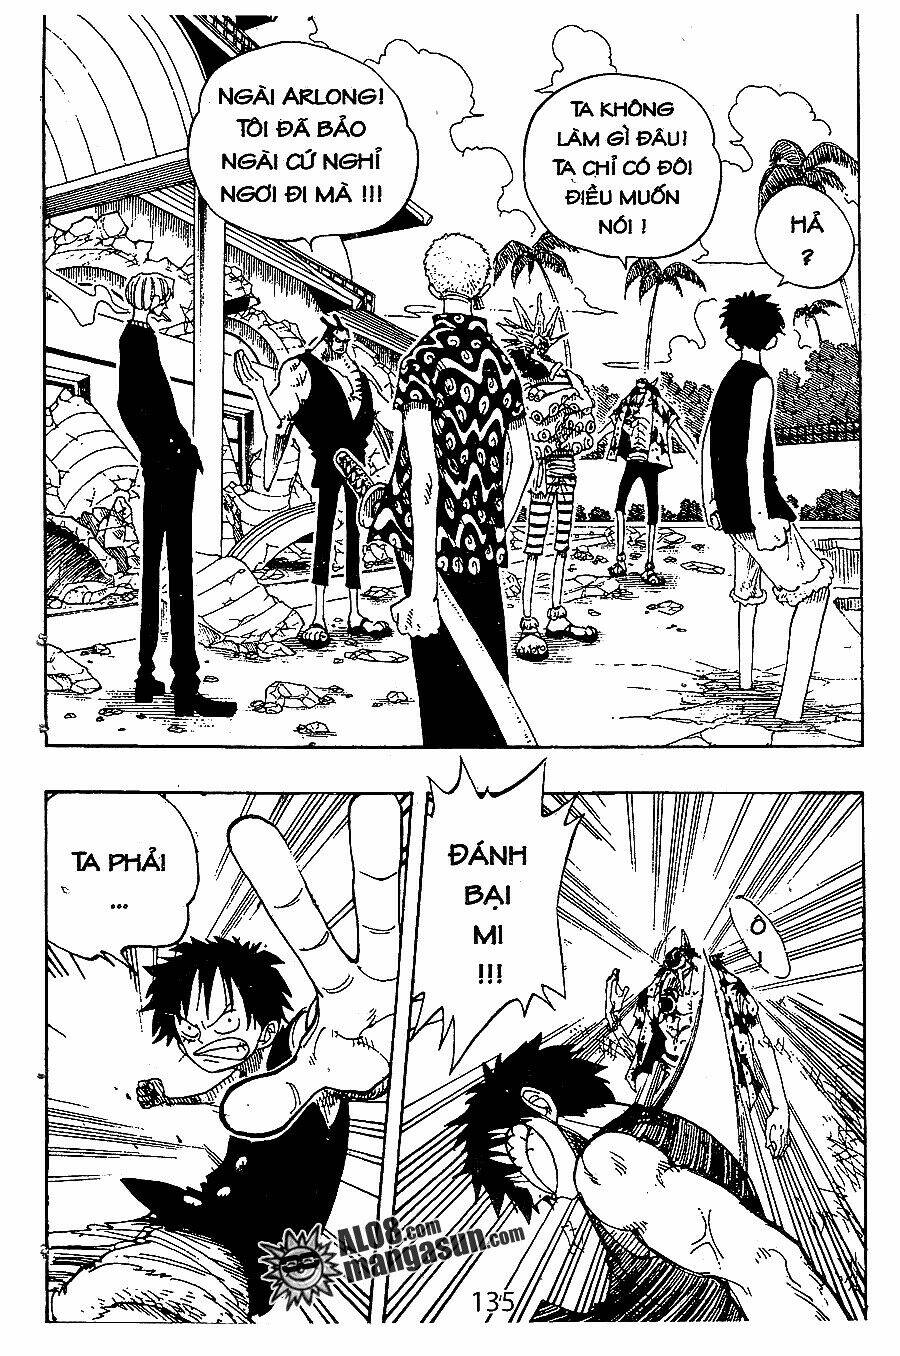 NGÀI ARLONG!
TÔI ĐÃ BẢO
NGÀI CỨ NGHỈ
NGƠI ĐI MÀ !!!
TA KHÔNG
LÀM GÌ ĐÂU!
TA CHỈ CÓ ĐÔI
ĐIỀU MUỐN
NÓI !
HẢ
?
TA PHẢI
...
ĐÁNH
BẠI
MI
!!!
Ồ
!
ALO8.com
mangasun.com
135